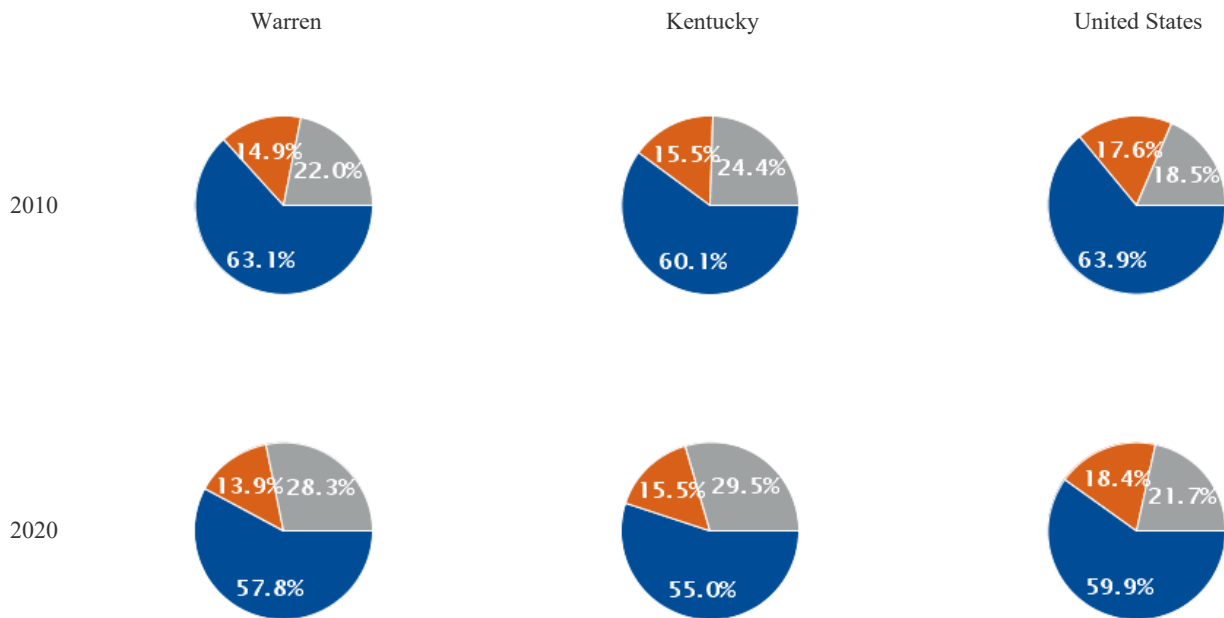 Warren Kentucky United States
2010
14.9% 22.0% 63.1%
15.5% 24.4% 60.1%
17.6% 18.5% 63.9%
2020
13.9% 28.3% 57.8%
15.5% 29.5% 55.0%
18.4% 21.7% 59.9%